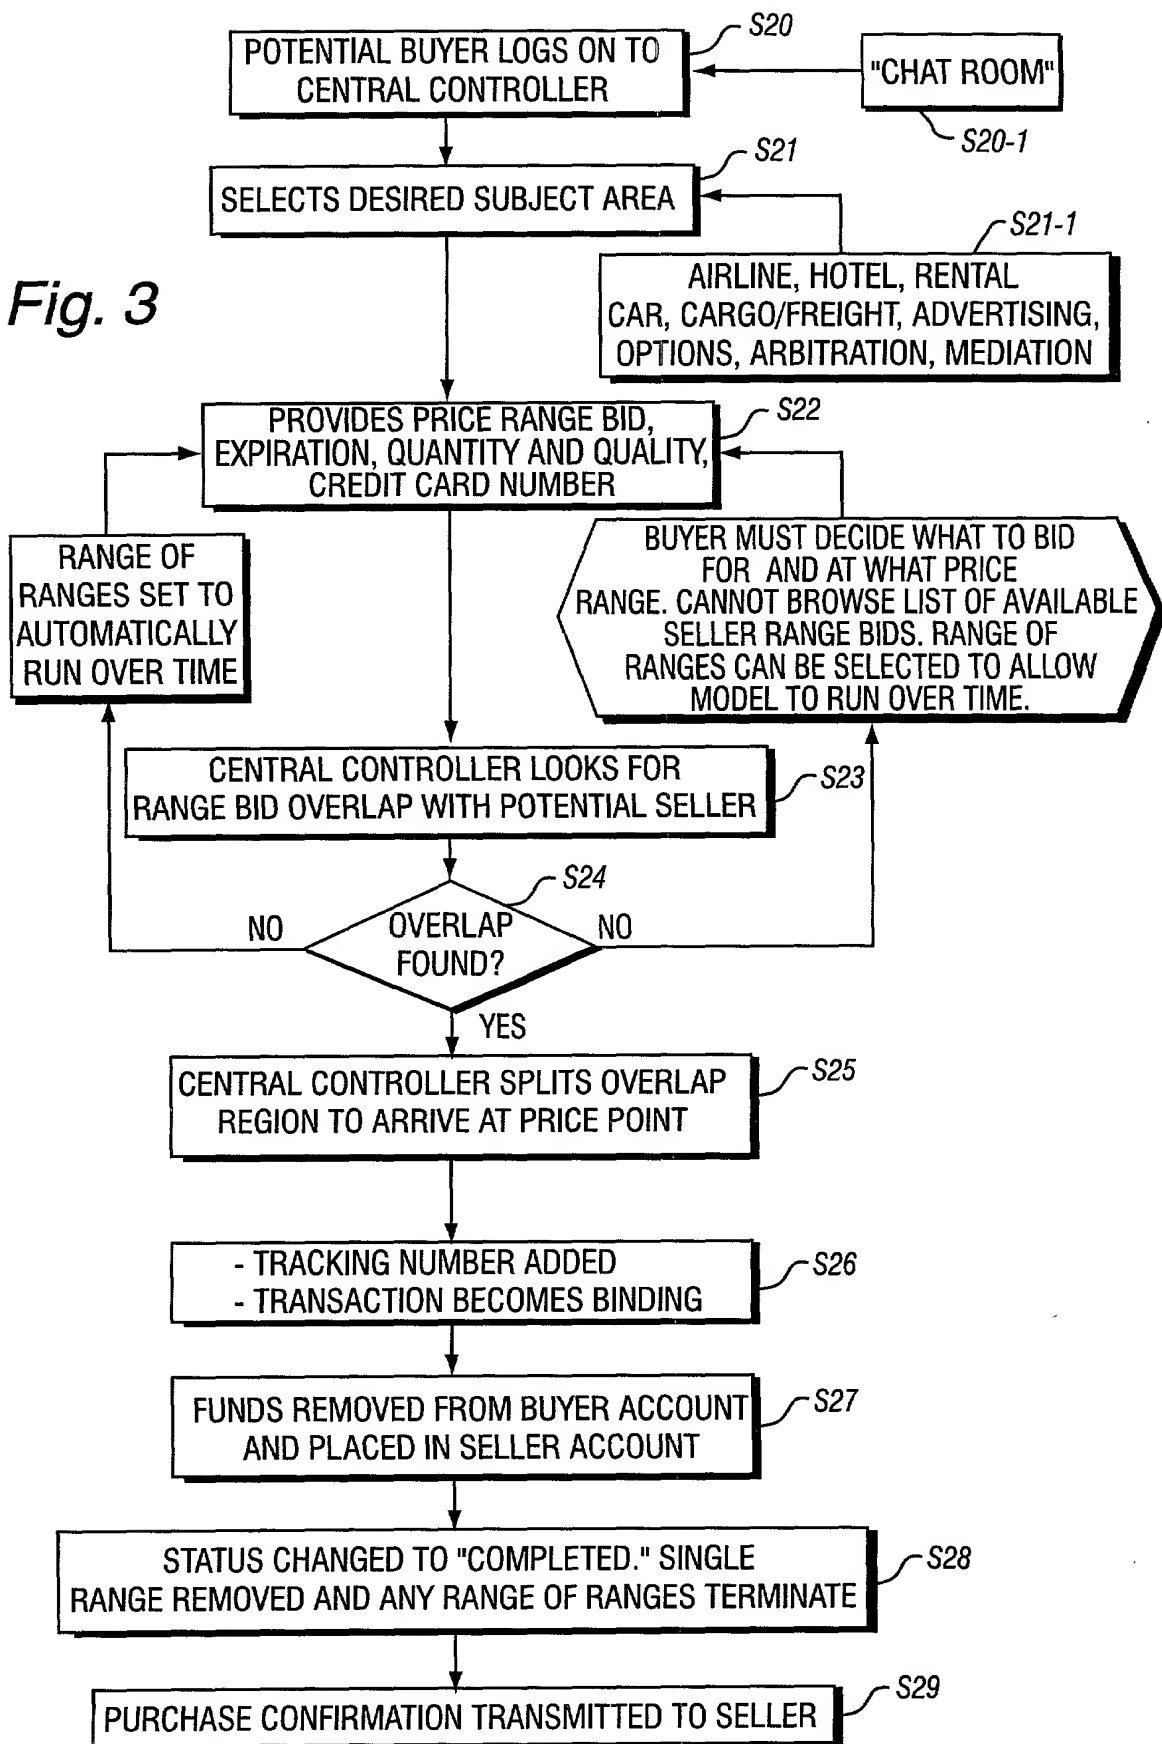 S20
POTENTIAL BUYER LOGS ON TO
CENTRAL CONTROLLER
"CHAT ROOM"
S20-1
S21
SELECTS DESIRED SUBJECT AREA
S21-1
AIRLINE, HOTEL, RENTAL
CAR, CARGO/FREIGHT, ADVERTISING,
OPTIONS, ARBITRATION, MEDIATION
Fig. 3
S22
PROVIDES PRICE RANGE BID,
EXPIRATION, QUANTITY AND QUALITY,
CREDIT CARD NUMBER
RANGE OF
RANGES SET TO
AUTOMATICALLY
RUN OVER TIME
BUYER MUST DECIDE WHAT TO BID
FOR AND AT WHAT PRICE
RANGE. CANNOT BROWSE LIST OF AVAILABLE
SELLER RANGE BIDS. RANGE OF
RANGES CAN BE SELECTED TO ALLOW
MODEL TO RUN OVER TIME.
CENTRAL CONTROLLER LOOKS FOR
RANGE BID OVERLAP WITH POTENTIAL SELLER
S23
S24
NO
OVERLAP
FOUND?
NO
YES
CENTRAL CONTROLLER SPLITS OVERLAP
REGION TO ARRIVE AT PRICE POINT
S25
- TRACKING NUMBER ADDED
- TRANSACTION BECOMES BINDING
S26
FUNDS REMOVED FROM BUYER ACCOUNT
AND PLACED IN SELLER ACCOUNT
S27
STATUS CHANGED TO "COMPLETED." SINGLE
RANGE REMOVED AND ANY RANGE OF RANGES TERMINATE
S28
PURCHASE CONFIRMATION TRANSMITTED TO SELLER
S29